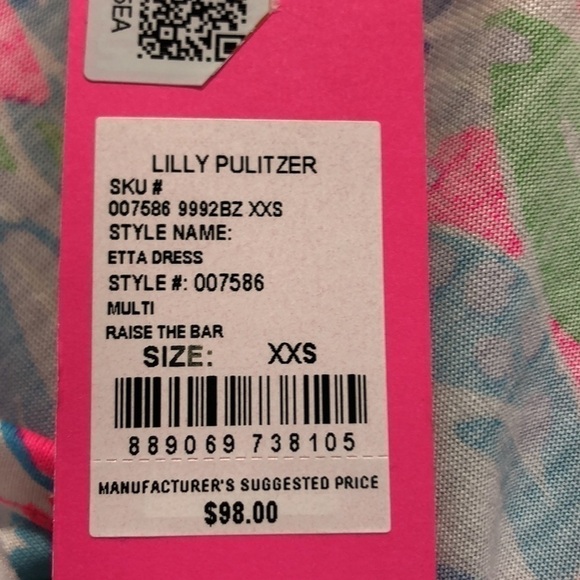 LILLY PULITZER
SKU #
007586 9992BZ XXS
STYLE NAME:
ETTA DRESS
STYLE #: 007586
MULTI
RAISE THE BAR
SIZE: XXS
889069 738105
MANUFACTURER'S SUGGESTED PRICE
$98.00